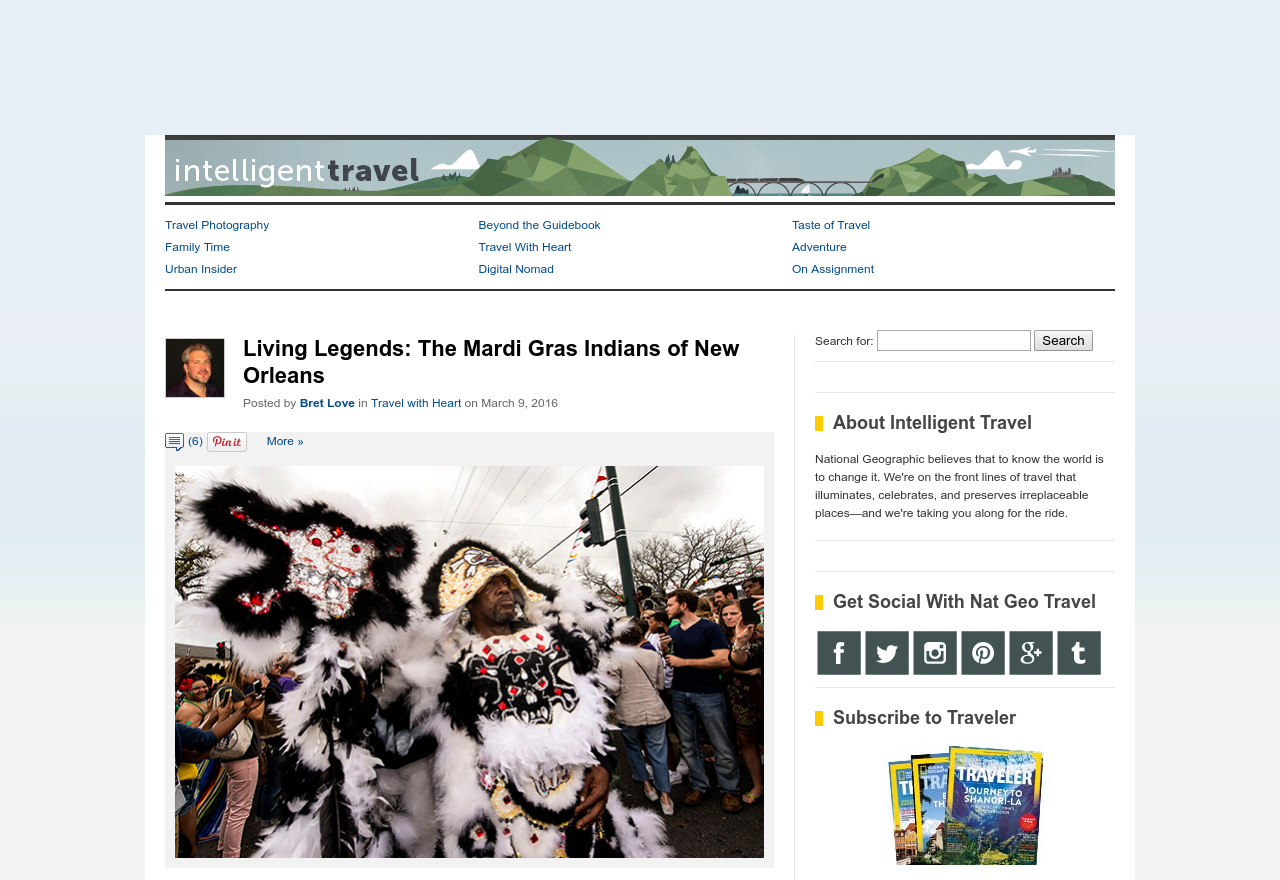 intelligenttravel
Travel Photography
Beyond the Guidebook
Taste of Travel
Family Time
Travel With Heart
Adventure
Urban Insider
Digital Nomad
On Assignment
Living Legends: The Mardi Gras Indians of New
Orleans
Posted by Bret Love in Travel with Heart on March 9, 2016
(6) Pin it More »
Search for: Search
About Intelligent Travel
National Geographic believes that to know the world is
to change it. We're on the front lines of travel that
illuminates, celebrates, and preserves irreplaceable
places—and we're taking you along for the ride.
Get Social With Nat Geo Travel
Subscribe to Traveler
TRAVELER
JOURNEY TO
SHANGRI-LA